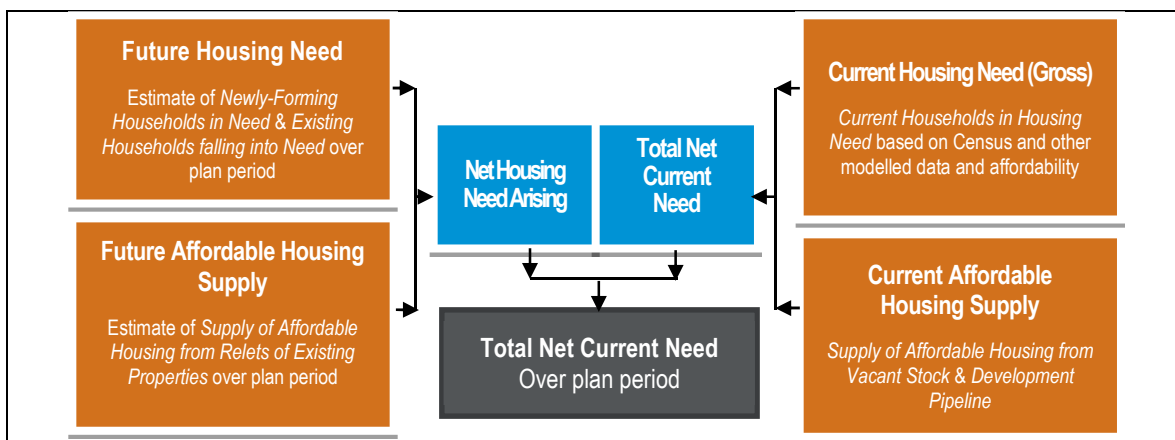 Future Housing Need
Estimate of Newly-Forming
Households in Need & Existing
Households falling into Need over
plan period
Future Affordable Housing
Supply
Estimate of Supply of Affordable
Housing from Relets of Existing
Properties over plan period
Net Housing
Need Arising
Total Net
Current
Need
Total Net Current Need
Over plan period
Current Housing Need (Gross)
Current Households in Housing
Need based on Census and other
modelled data and affordability
Current Affordable
Housing Supply
Supply of Affordable Housing from
Vacant Stock & Development
Pipeline